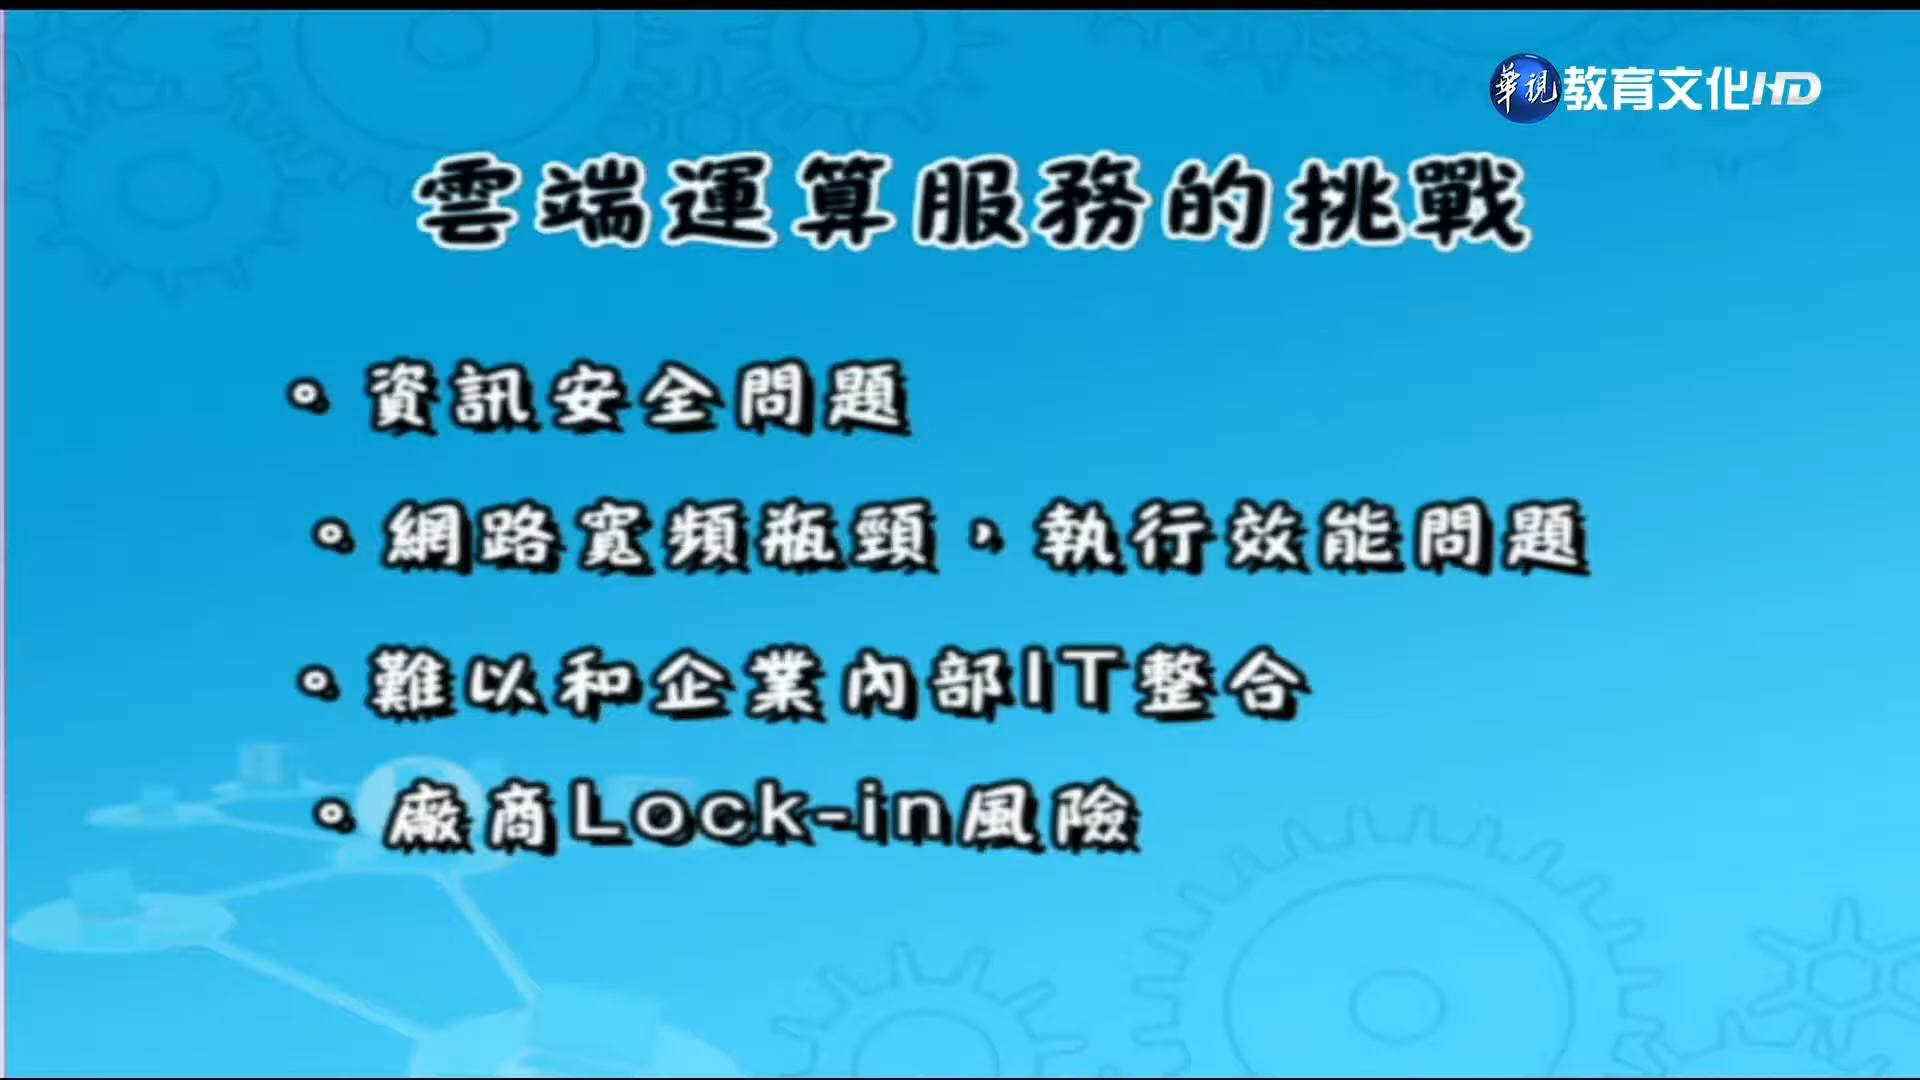 華視 教育文化HD
雲端運算服務的挑戰
。資訊安全問題
。網路寬頻瓶頸，執行效能問題
。難以和企業內部IT整合
。廠商Lock-in風險